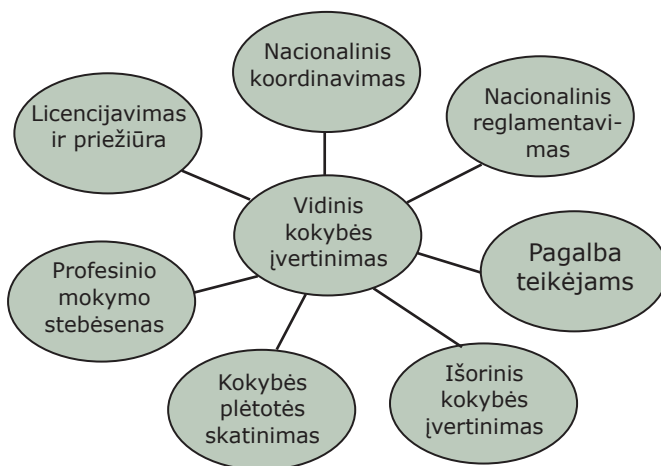 Nacionalinis
koordinavimas
Licencijavimas
ir priežiūra
Nacionalinis
reglamentavi-
mas
Vidinis
kokybės
įvertinimas
Pagalba
teikėjams
Profesinio
mokymo
stebėsenas
Kokybės
plėtotės
skatinimas
Išorinis
kokybės
įvertinimas